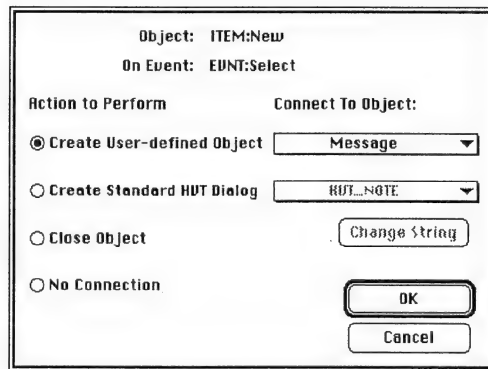 Object: ITEM:New
On Event: EVNT:Select
Action to Perform Connect To Object:
Create User-defined Object Message
Create Standard HVT Dialog HVT_NOTE
Close Object Change String
No Connection
OK
Cancel